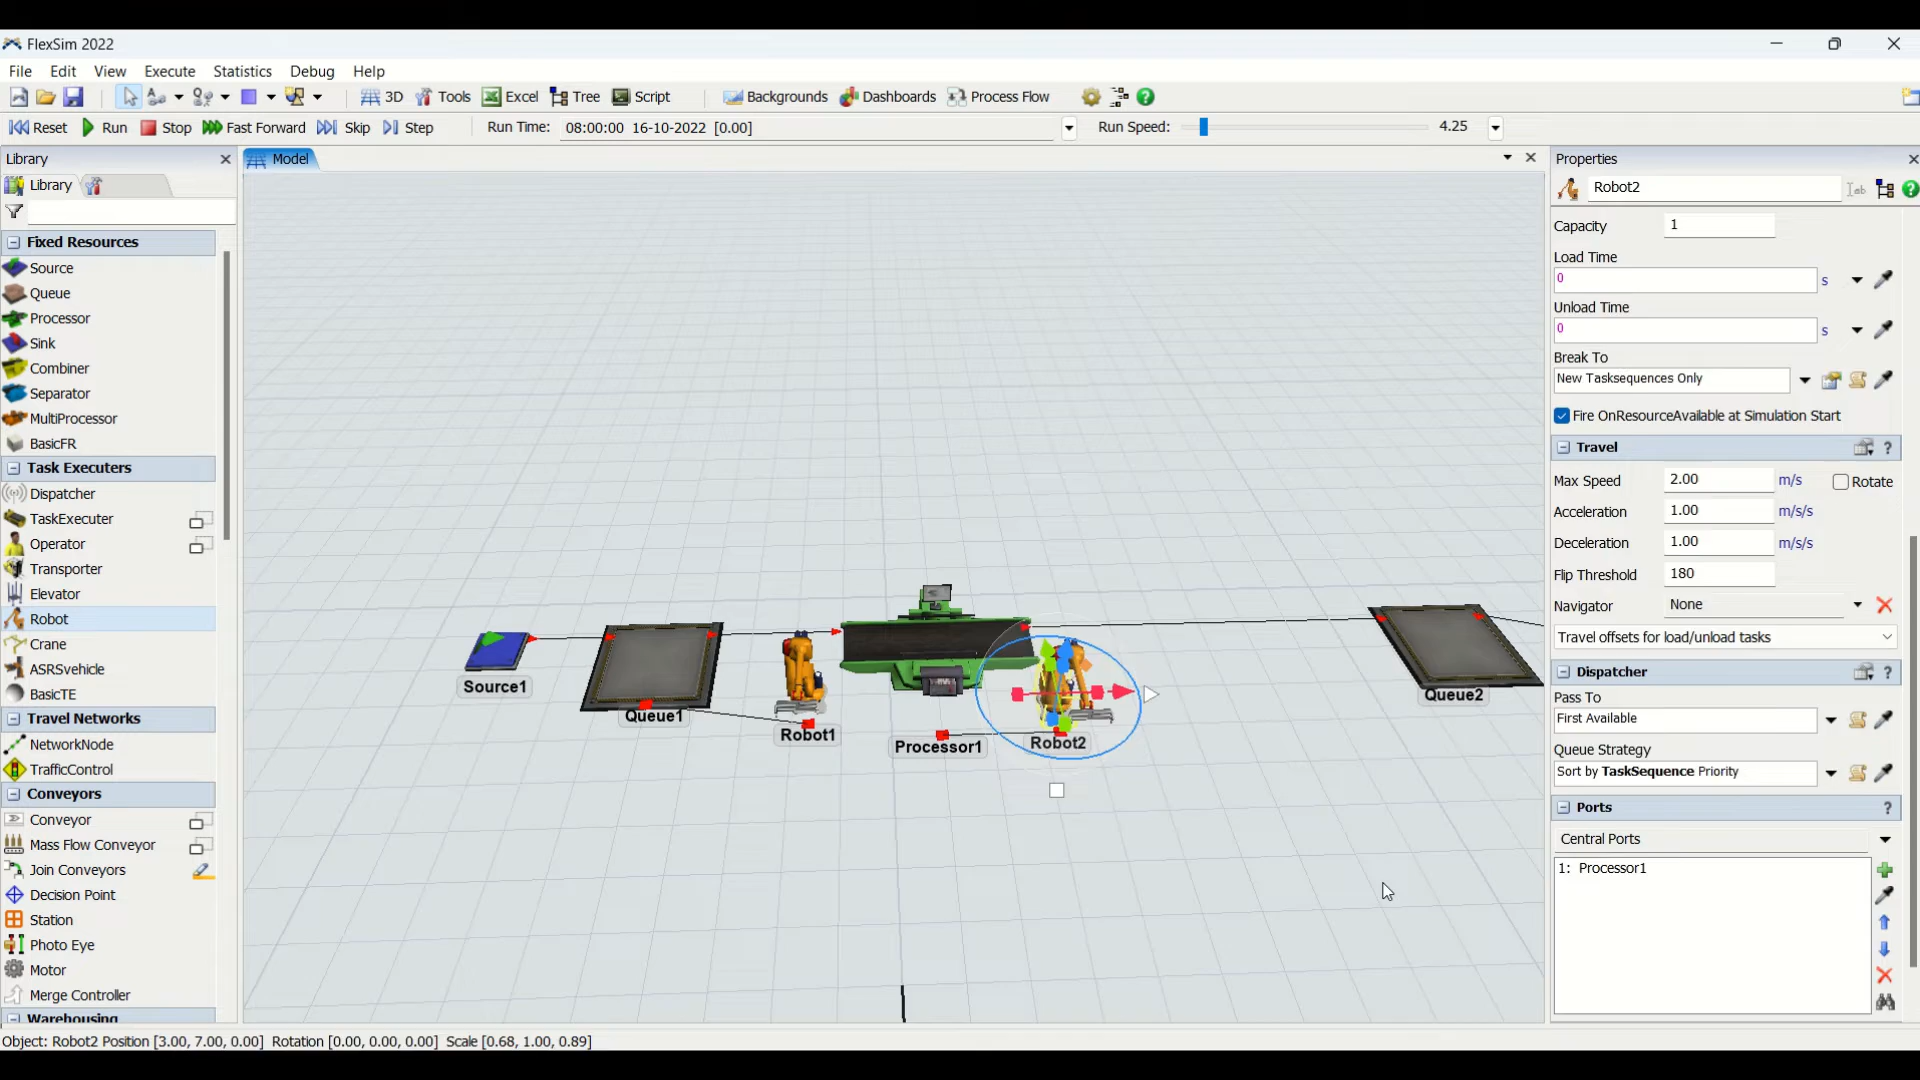 FlexSim 2022
File Edit View Execute Statistics Debug Help
3D Tools Excel Tree Script Backgrounds Dashboards Process Flow
Reset Run Stop Fast Forward Skip Step Run Time: 08:00:00 16-10-2022 [0.00] Run Speed: 4.25
Library
Library
Fixed Resources
Source
Queue
Processor
Sink
Combiner
Separator
MultiProcessor
BasicFR
Task Executers
Dispatcher
TaskExecuter
Operator
Transporter
Elevator
Robot
Crane
ASRSvehicle
BasicTE
Travel Networks
NetworkNode
TrafficControl
Conveyors
Conveyor
Mass Flow Conveyor
Join Conveyors
Decision Point
Station
Photo Eye
Motor
Merge Controller
Warehousing
Model
Source1
Queue1
Robot1
Processor1
Robot2
Queue2
Properties
Robot2
Capacity 1
Load Time
0 s
Unload Time
0 s
Break To
New Tasksequences Only
Fire OnResourceAvailable at Simulation Start
Travel
Max Speed 2.00 m/s Rotate
Acceleration 1.00 m/s/s
Deceleration 1.00 m/s/s
Flip Threshold 180
Navigator None
Travel offsets for load/unload tasks
Dispatcher
Pass To
First Available
Queue Strategy
Sort by TaskSequence Priority
Ports
Central Ports
1: Processor1
Object: Robot2 Position [3.00, 7.00, 0.00] Rotation [0.00, 0.00, 0.00] Scale [0.68, 1.00, 0.89]